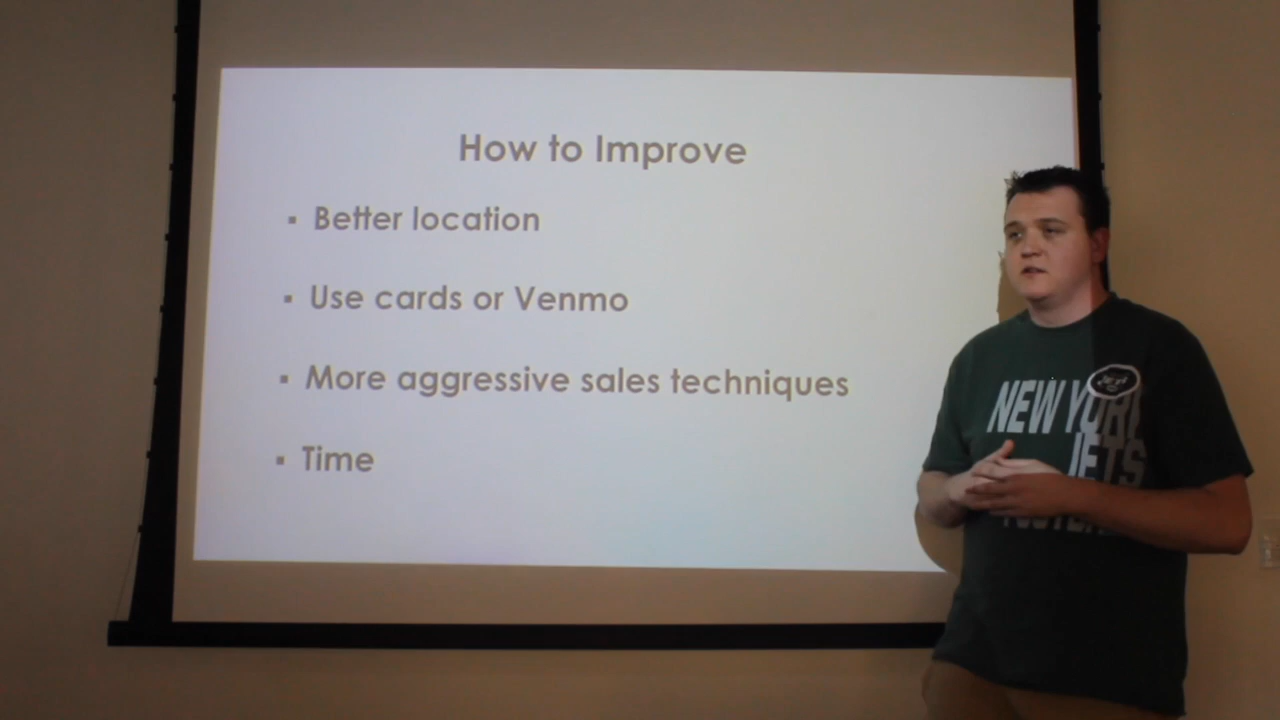 How to Improve
▪ Better location
▪ Use cards or Venmo
▪ More aggressive sales techniques
▪ Time
NEW YORK
JETS